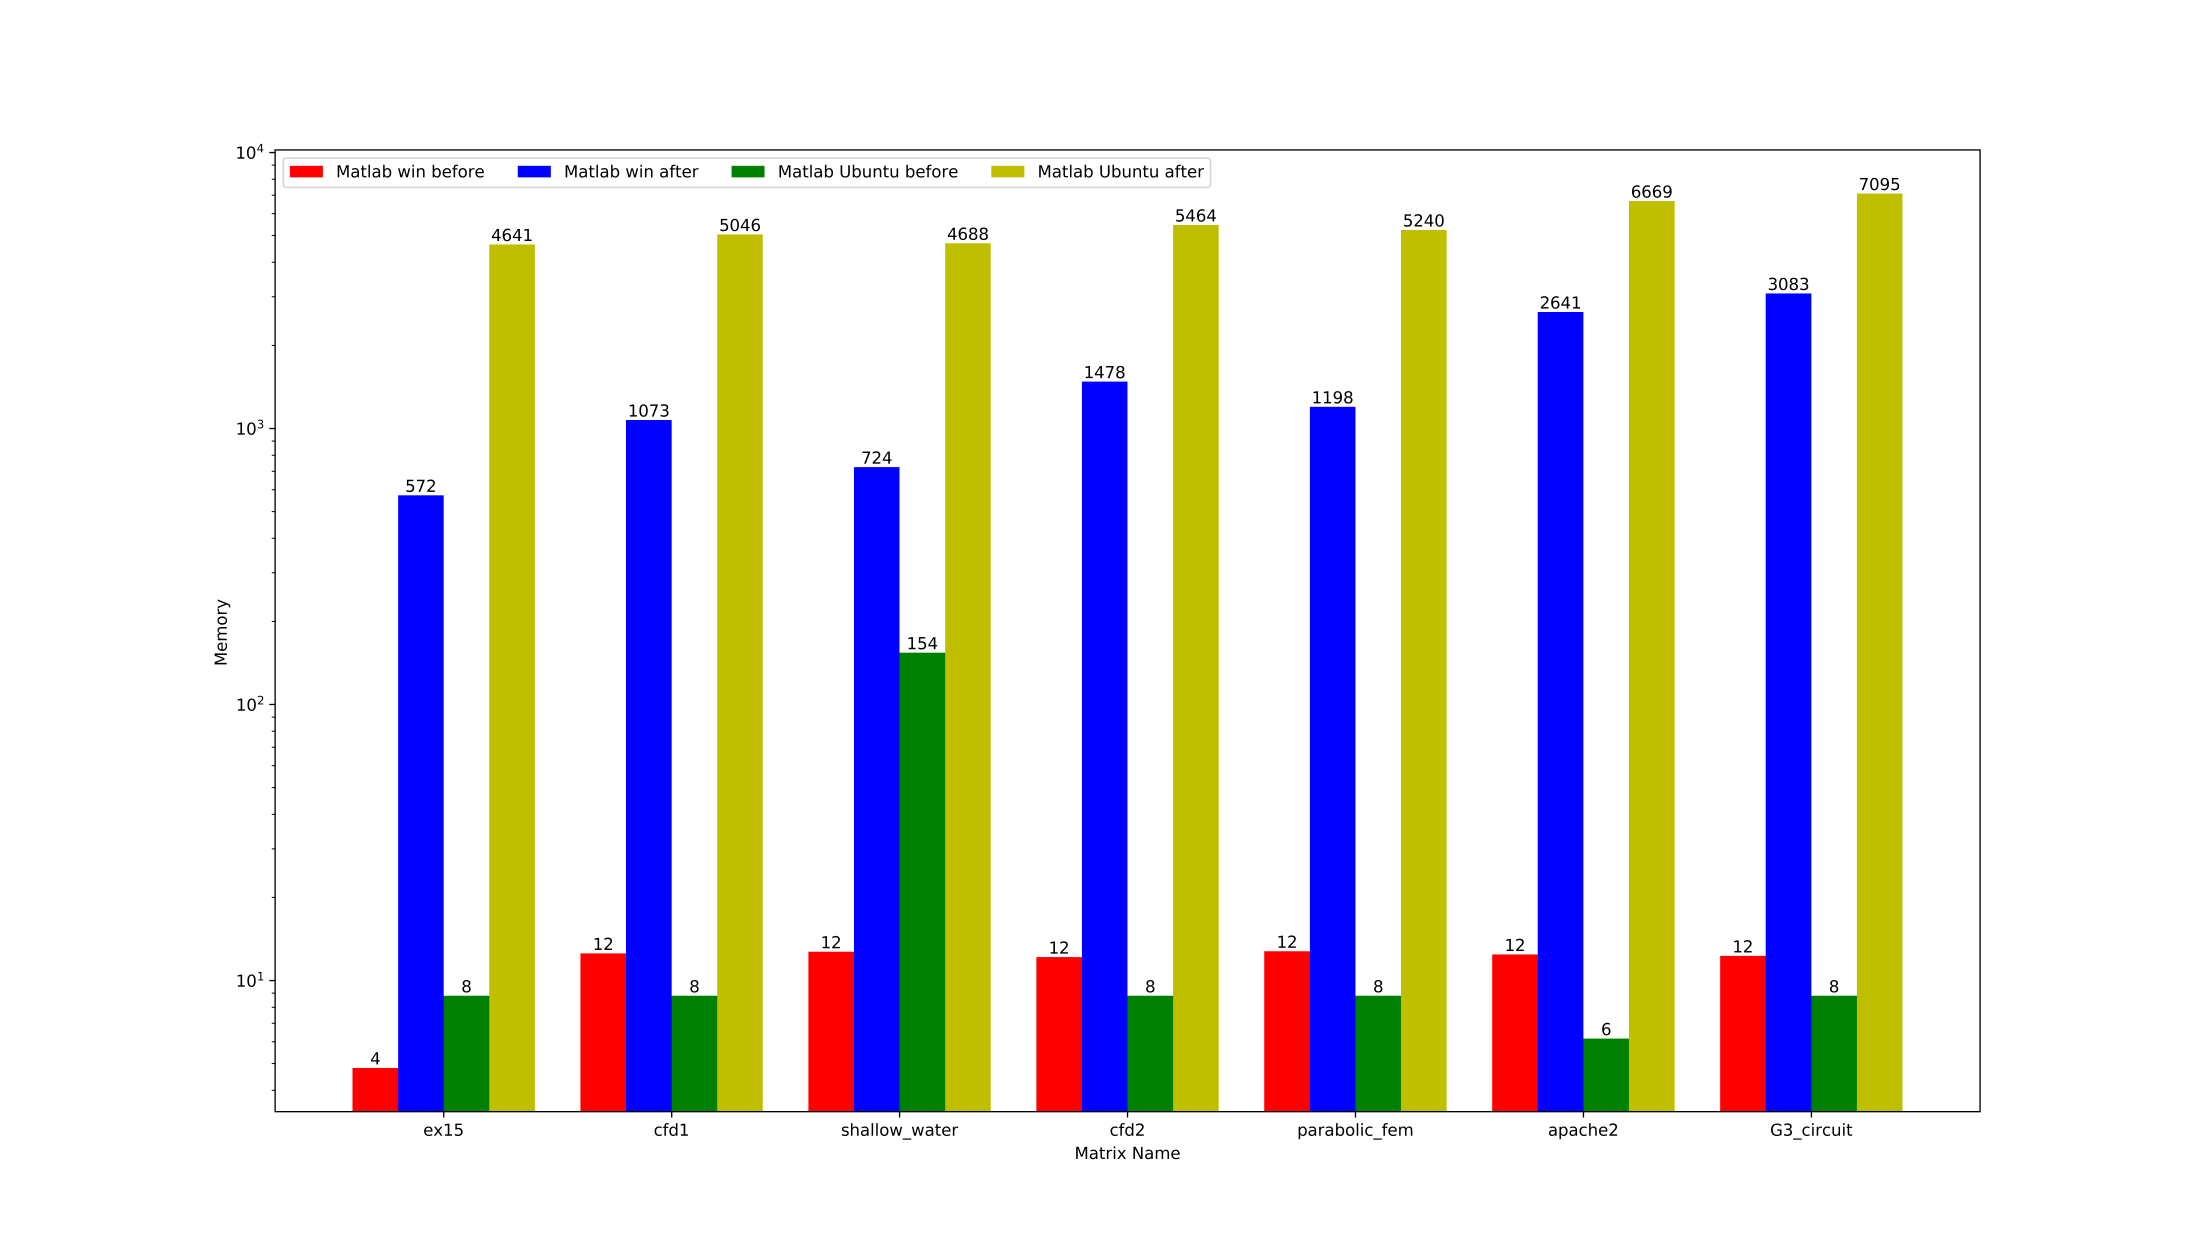 10^4
Matlab win before Matlab win after Matlab Ubuntu before Matlab Ubuntu after
4641 5046 4688 5464 5240 6669 7095
572 1073 724 1478 1198 2641 3083
154
4 12 12 12 12 12 12
8 8 8 8 6 8
10^3
10^2
10^1
Memory
ex15 cfd1 shallow_water cfd2 parabolic_fem apache2 G3_circuit
Matrix Name